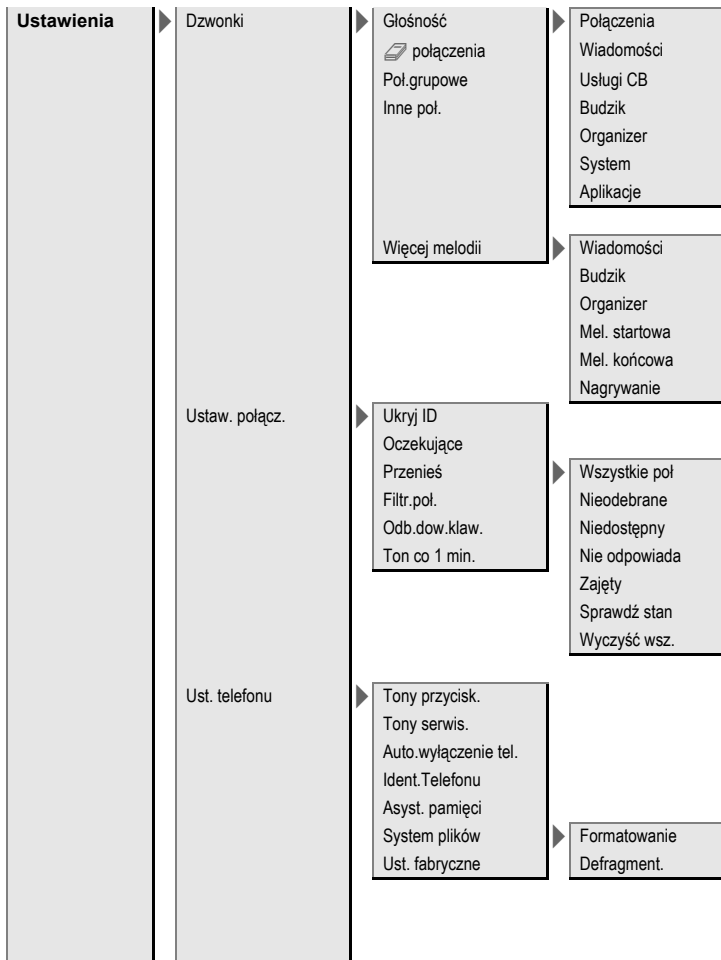 Ustawienia
Dzwonki
Głośność
Połączenia
Wiadomości
Usługi CB
Budzik
Organizer
System
Aplikacje
połączenia
Poł.grupowe
Inne poł.
Więcej melodii
Wiadomości
Budzik
Organizer
Mel. startowa
Mel. końcowa
Nagrywanie
Ustaw. połącz.
Ukryj ID
Oczekujące
Przenieś
Wszystkie poł
Nieodebrane
Niedostępny
Nie odpowiada
Zajęty
Sprawdź stan
Wyczyść wsz.
Filtr.poł.
Odb.dow.klaw.
Ton co 1 min.
Ust. telefonu
Tony przycisk.
Tony serwis.
Auto.wyłączenie tel.
Ident.Telefonu
Asyst. pamięci
System plików
Formatowanie
Defragment.
Ust. fabryczne